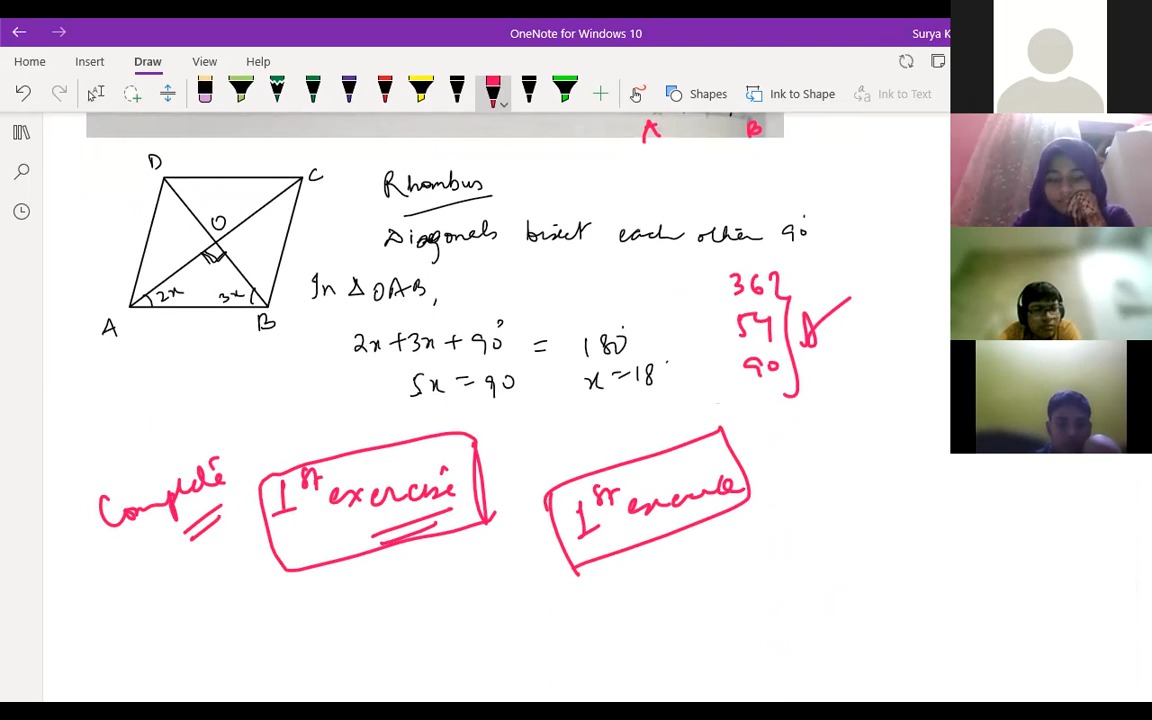 OneNote for Windows 10
Surya K
Home Insert Draw View Help
Shapes Ink to Shape Ink to Text
A B
D C
Rhombus
O
Diagonals bisect each other 90°
In △OAB,
2x 3x
A B
2x + 3x + 90° = 180°
5x = 90 x = 18
36
54
90
Complete 1st exercise 1st exercise